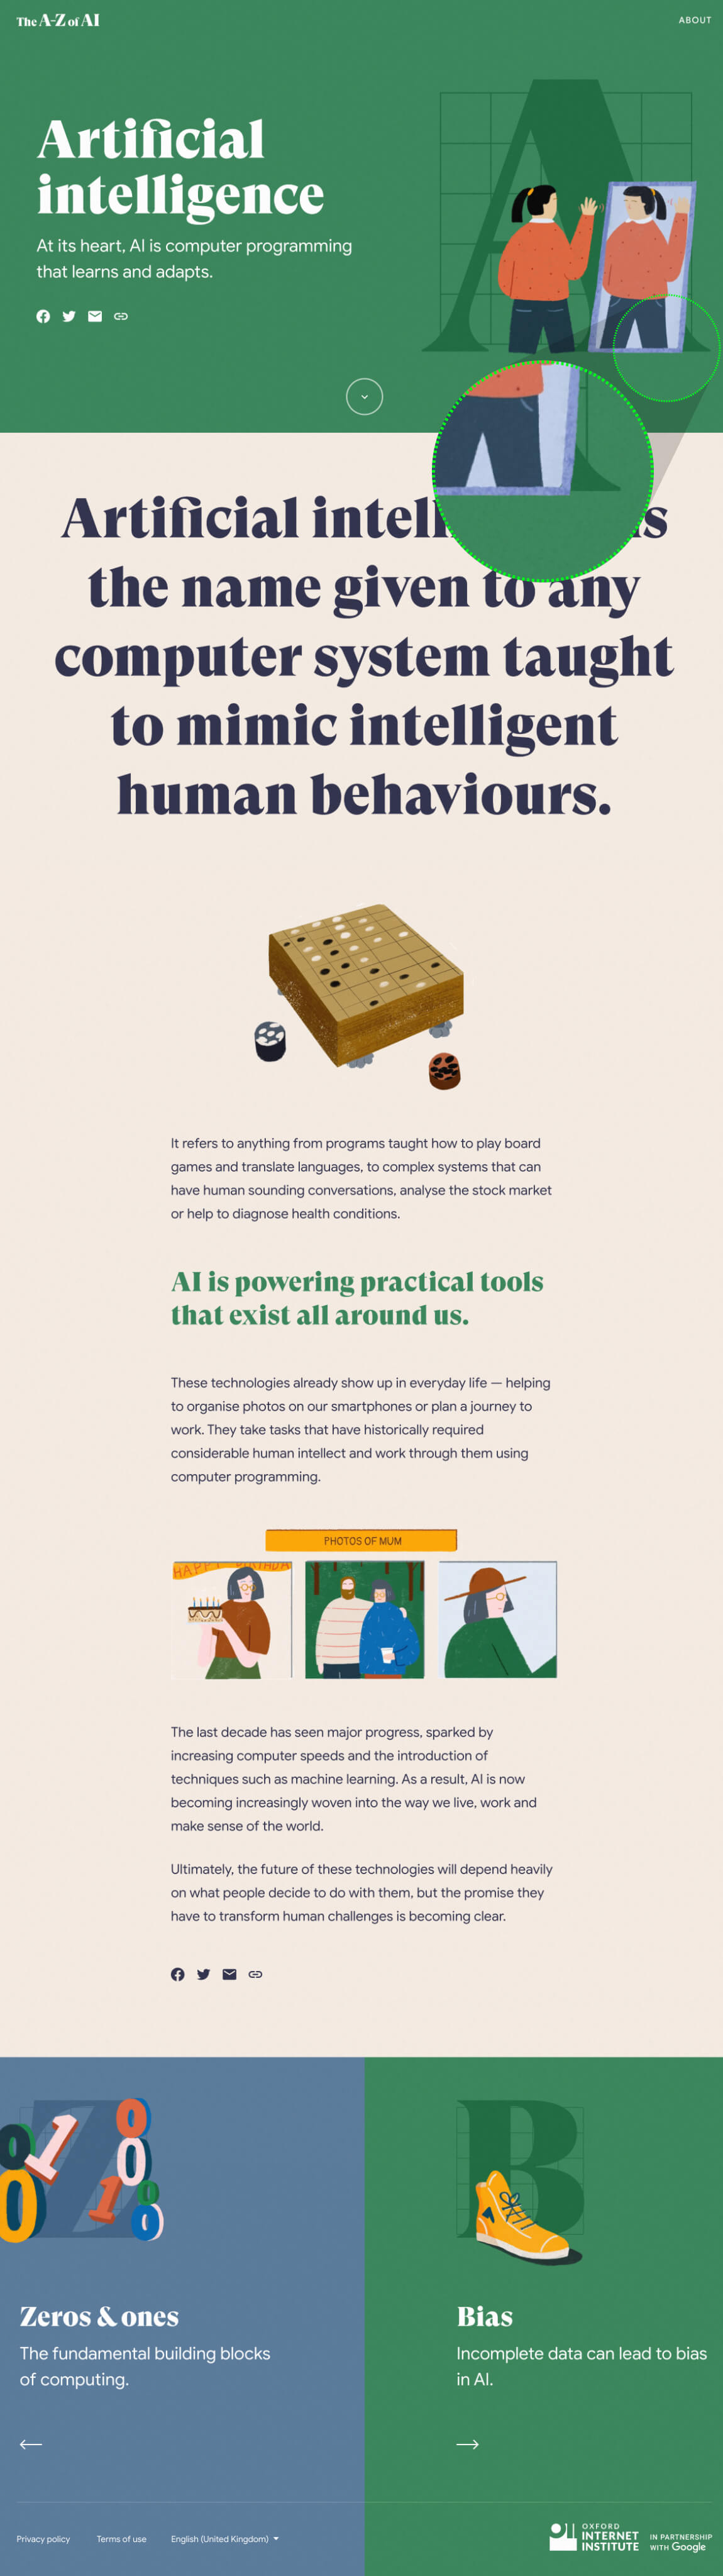 The A-Z of AI
ABOUT
A
Artificial
intelligence
At its heart, AI is computer programming
that learns and adapts.
Artificial intell s
the name given to any
computer system taught
to mimic intelligent
human behaviours.
It refers to anything from programs taught how to play board
games and translate languages, to complex systems that can
have human sounding conversations, analyse the stock market
or help to diagnose health conditions.
AI is powering practical tools
that exist all around us.
These technologies already show up in everyday life — helping
to organise photos on our smartphones or plan a journey to
work. They take tasks that have historically required
considerable human intellect and work through them using
computer programming.
PHOTOS OF MUM
HAPPY
The last decade has seen major progress, sparked by
increasing computer speeds and the introduction of
techniques such as machine learning. As a result, AI is now
becoming increasingly woven into the way we live, work and
make sense of the world.
Ultimately, the future of these technologies will depend heavily
on what people decide to do with them, but the promise they
have to transform human challenges is becoming clear.
Z
0 1 0 0 0 1 0 0
Zeros & ones
The fundamental building blocks
of computing.
B
Bias
Incomplete data can lead to bias
in AI.
Privacy policy
Terms of use
English (United Kingdom)
OXFORD
INTERNET
INSTITUTE
IN PARTNERSHIP
WITH Google